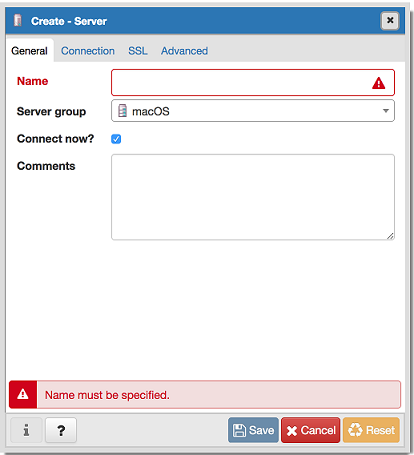 Create - Server
General Connection SSL Advanced
Name
Server group macOS
Connect now?
Comments
Name must be specified.
i ? Save Cancel Reset